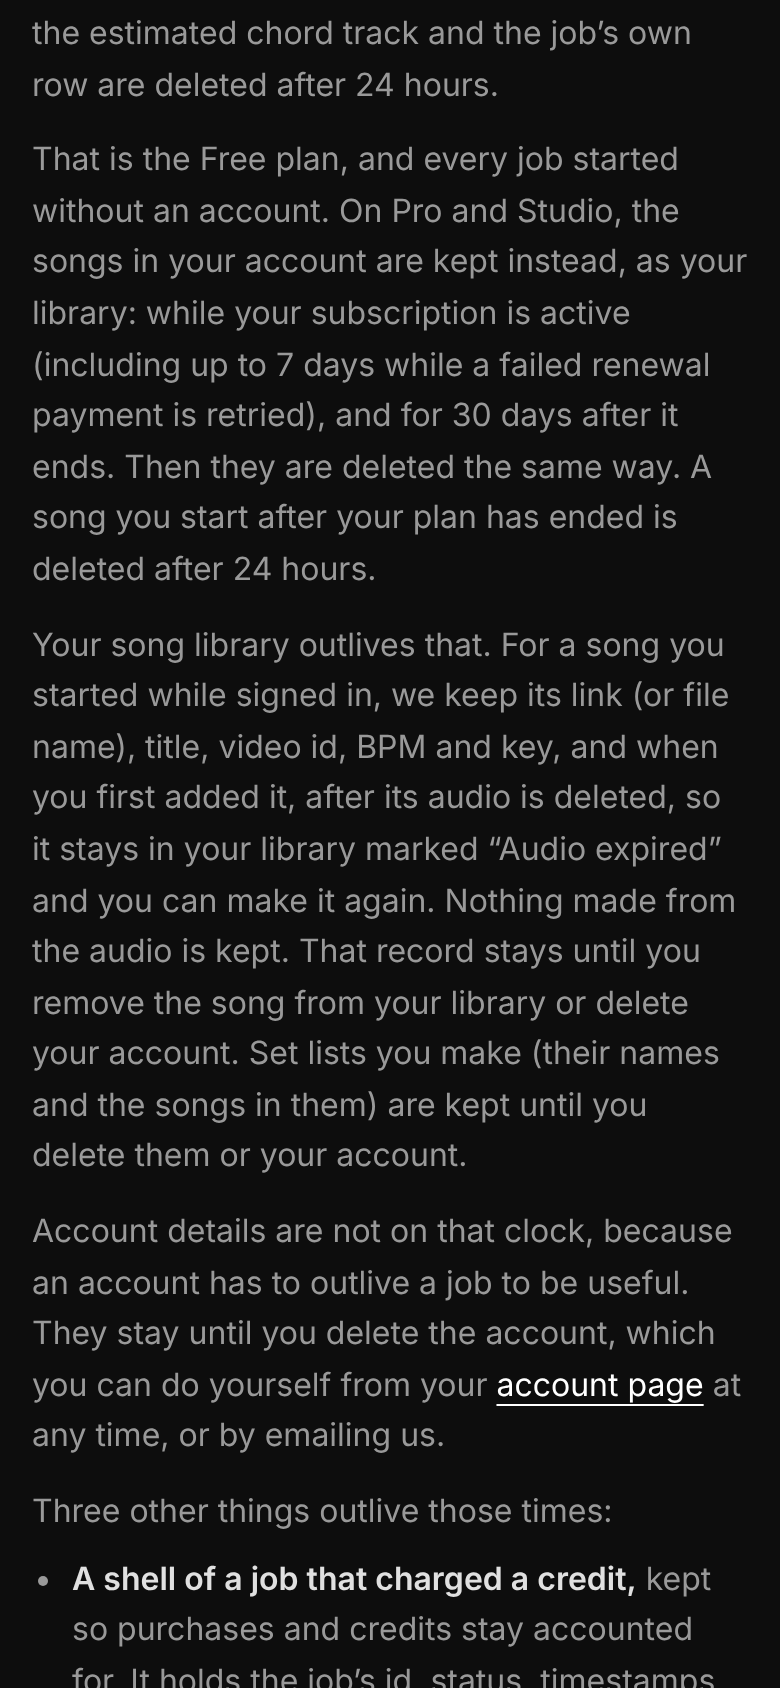 the estimated chord track and the job’s own
row are deleted after 24 hours.
That is the Free plan, and every job started
without an account. On Pro and Studio, the
songs in your account are kept instead, as your
library: while your subscription is active
(including up to 7 days while a failed renewal
payment is retried), and for 30 days after it
ends. Then they are deleted the same way. A
song you start after your plan has ended is
deleted after 24 hours.
Your song library outlives that. For a song you
started while signed in, we keep its link (or file
name), title, video id, BPM and key, and when
you first added it, after its audio is deleted, so
it stays in your library marked “Audio expired”
and you can make it again. Nothing made from
the audio is kept. That record stays until you
remove the song from your library or delete
your account. Set lists you make (their names
and the songs in them) are kept until you
delete them or your account.
Account details are not on that clock, because
an account has to outlive a job to be useful.
They stay until you delete the account, which
you can do yourself from your account page at
any time, or by emailing us.
Three other things outlive those times:
• A shell of a job that charged a credit, kept
so purchases and credits stay accounted
for. It holds the job’s id, status, timestamps